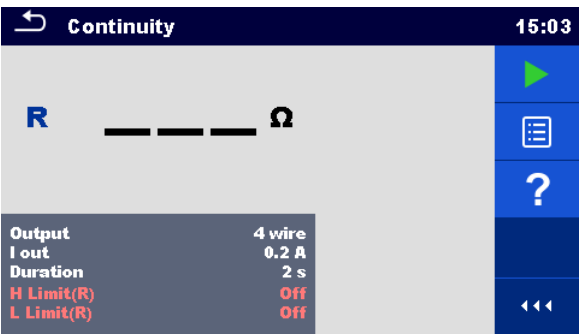 Continuity 15:03
R _ _ _ Ω
?
Output 4 wire
I out 0.2 A
Duration 2 s
H Limit(R) Off
L Limit(R) Off